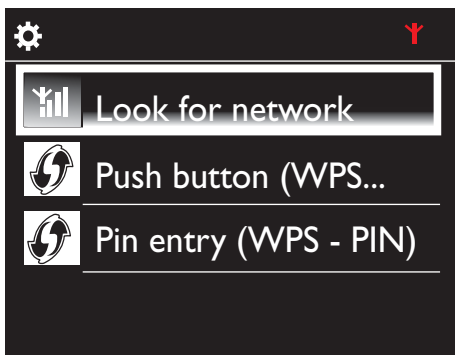 Look for network
Push button (WPS...
Pin entry (WPS - PIN)